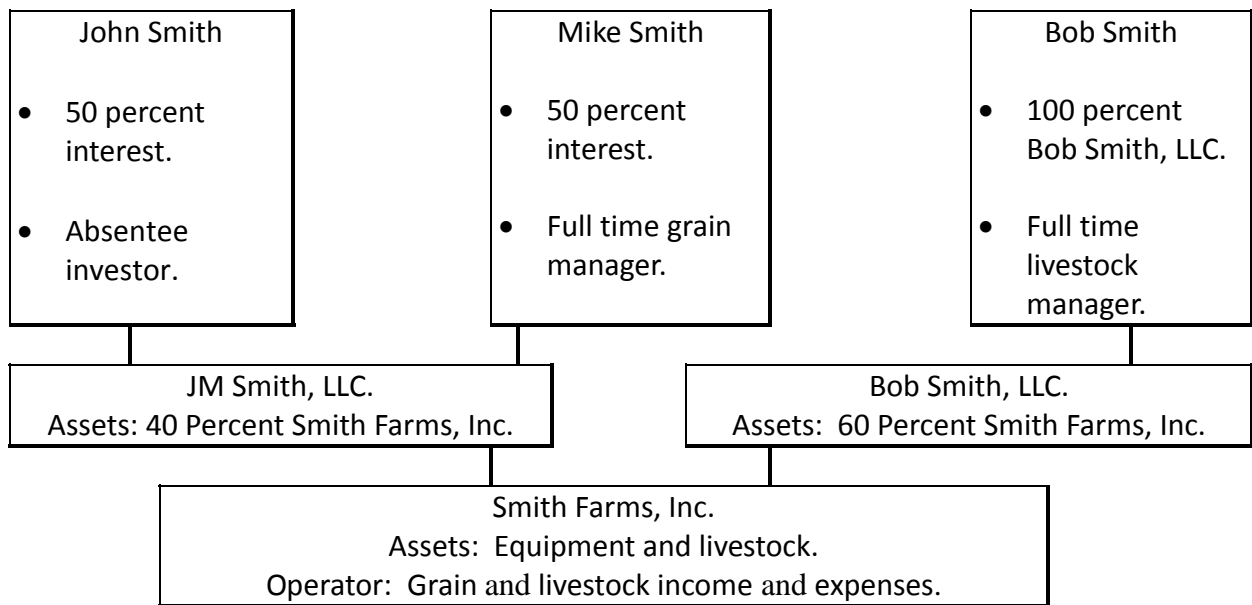 John Smith
• 50 percent
interest.
• Absentee
investor.
Mike Smith
• 50 percent
interest.
• Full time grain
manager.
Bob Smith
• 100 percent
Bob Smith, LLC.
• Full time
livestock
manager.
JM Smith, LLC.
Assets: 40 Percent Smith Farms, Inc.
Bob Smith, LLC.
Assets: 60 Percent Smith Farms, Inc.
Smith Farms, Inc.
Assets: Equipment and livestock.
Operator: Grain and livestock income and expenses.